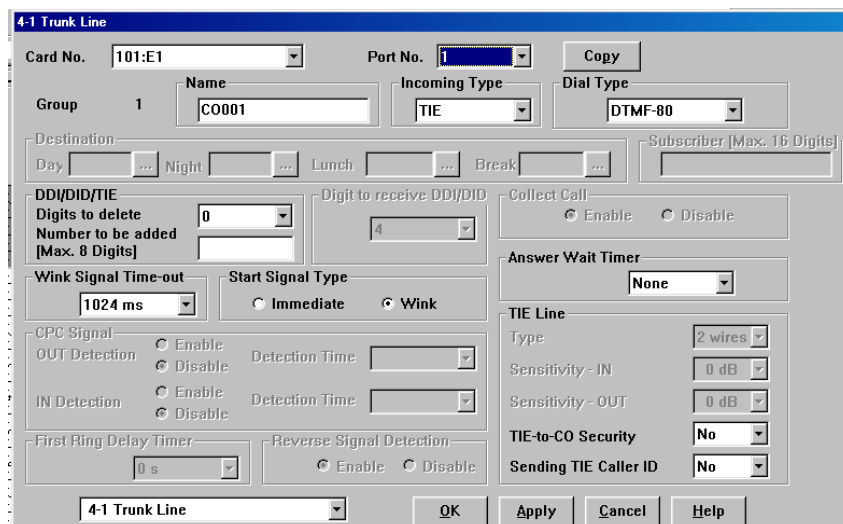 4-1 Trunk Line
Card No. 101:E1 Port No. 1 Copy
Name Incoming Type Dial Type
Group 1 CO001 TIE DTMF-80
Destination Subscriber [Max. 16 Digits]
Day ... Night ... Lunch ... Break ...
DDI/DID/TIE Digit to receive DDI/DID Collect Call
Digits to delete 0 4 Enable Disable
Number to be added
[Max. 8 Digits]
Answer Wait Timer
None
Wink Signal Time-out Start Signal Type
1024 ms Immediate Wink
TIE Line
CPC Signal
OUT Detection Enable Disable Detection Time
IN Detection Enable Disable Detection Time
Type 2 wires
Sensitivity - IN 0 dB
Sensitivity - OUT 0 dB
TIE-to-CO Security No
Sending TIE Caller ID No
First Ring Delay Timer Reverse Signal Detection
0 s Enable Disable
4-1 Trunk Line OK Apply Cancel Help